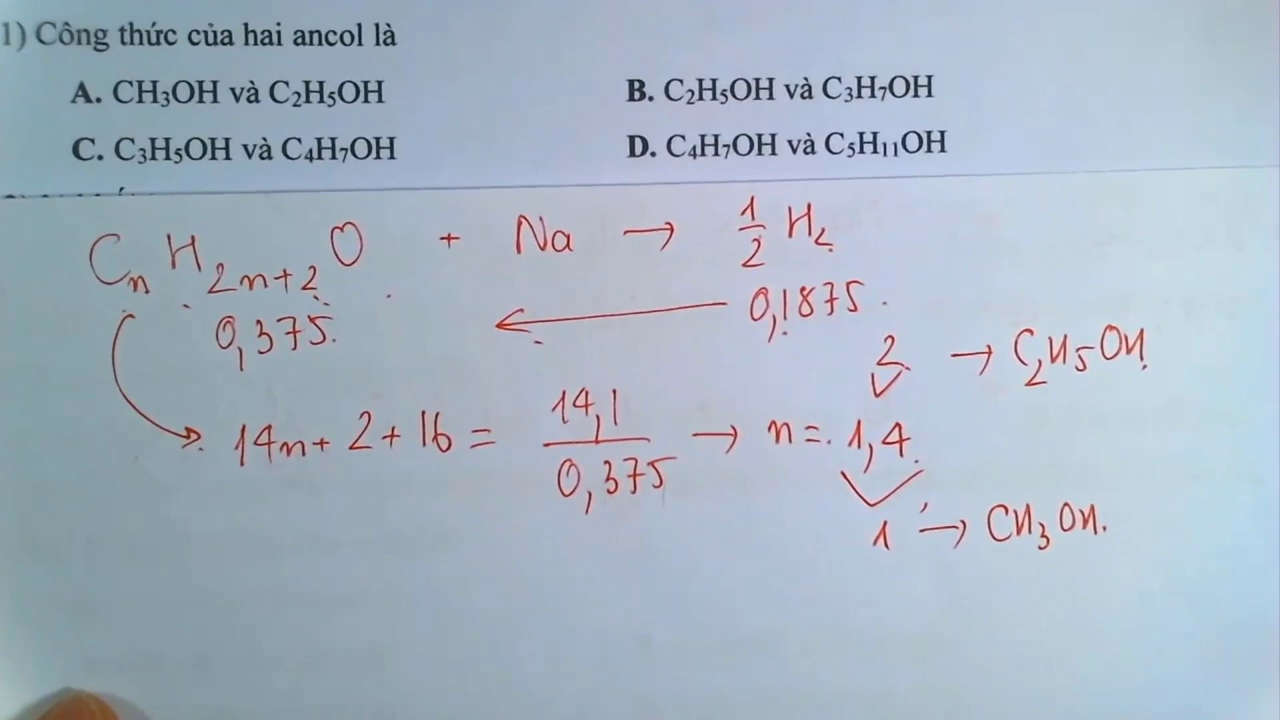 1) Công thức của hai ancol là
A. CH₃OH và C₂H₅OH B. C₂H₅OH và C₃H₇OH
C. C₃H₅OH và C₄H₇OH D. C₄H₇OH và C₅H₁₁OH
CₙH₂ₙ₊₂O + Na → 1/2 H₂
0,375 ← 0,1875
2 → C₂H₅OH
14n + 2 + 16 = 14,1/0,375 → n = 1,4
1 → CH₃OH